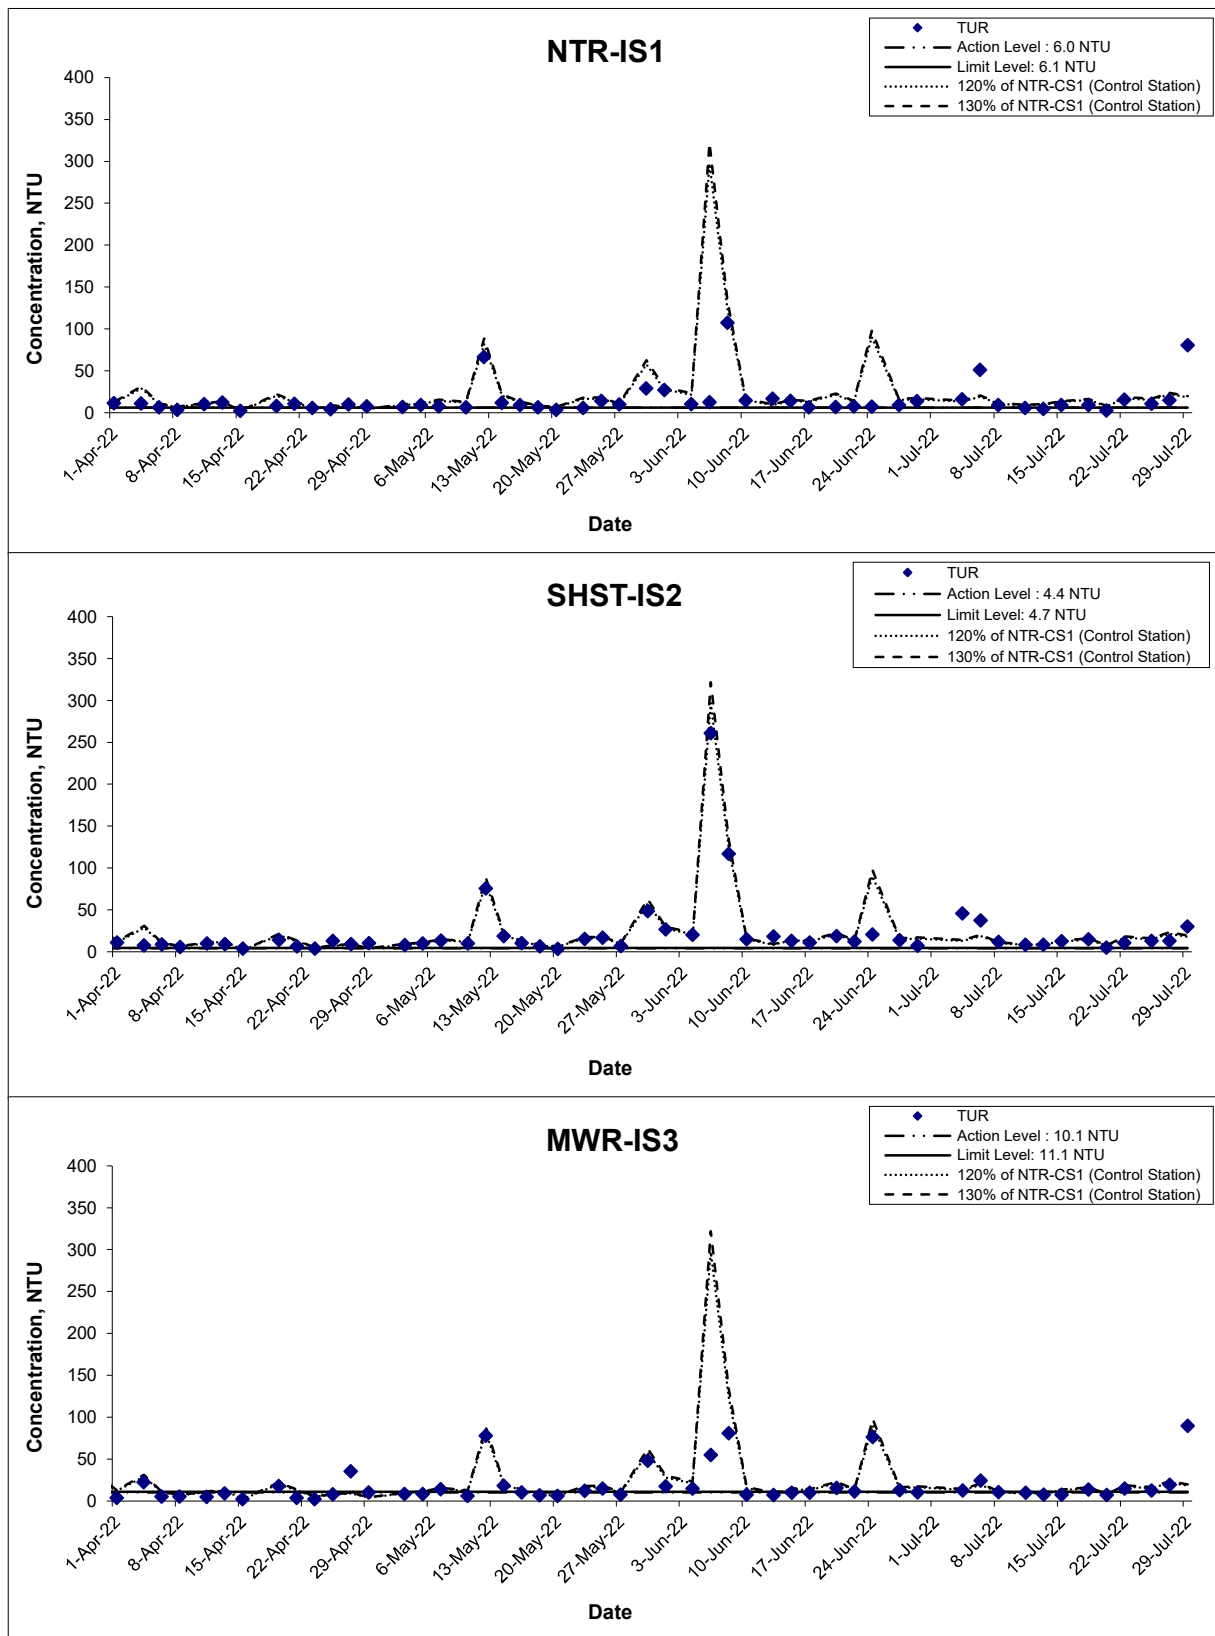 NTR-IS1
TUR
Action Level : 6.0 NTU
Limit Level: 6.1 NTU
120% of NTR-CS1 (Control Station)
130% of NTR-CS1 (Control Station)
Concentration, NTU
400
350
300
250
200
150
100
50
0
1-Apr-22
8-Apr-22
15-Apr-22
22-Apr-22
29-Apr-22
6-May-22
13-May-22
20-May-22
27-May-22
3-Jun-22
10-Jun-22
17-Jun-22
24-Jun-22
1-Jul-22
8-Jul-22
15-Jul-22
22-Jul-22
29-Jul-22
Date
SHST-IS2
TUR
Action Level : 4.4 NTU
Limit Level: 4.7 NTU
120% of NTR-CS1 (Control Station)
130% of NTR-CS1 (Control Station)
Concentration, NTU
400
350
300
250
200
150
100
50
0
1-Apr-22
8-Apr-22
15-Apr-22
22-Apr-22
29-Apr-22
6-May-22
13-May-22
20-May-22
27-May-22
3-Jun-22
10-Jun-22
17-Jun-22
24-Jun-22
1-Jul-22
8-Jul-22
15-Jul-22
22-Jul-22
29-Jul-22
Date
MWR-IS3
TUR
Action Level : 10.1 NTU
Limit Level: 11.1 NTU
120% of NTR-CS1 (Control Station)
130% of NTR-CS1 (Control Station)
Concentration, NTU
400
350
300
250
200
150
100
50
0
1-Apr-22
8-Apr-22
15-Apr-22
22-Apr-22
29-Apr-22
6-May-22
13-May-22
20-May-22
27-May-22
3-Jun-22
10-Jun-22
17-Jun-22
24-Jun-22
1-Jul-22
8-Jul-22
15-Jul-22
22-Jul-22
29-Jul-22
Date